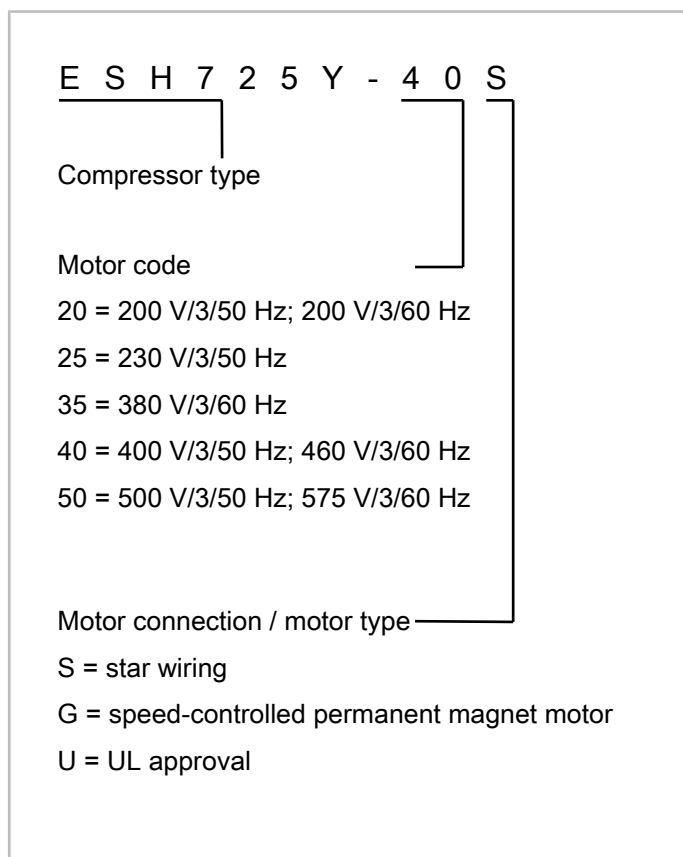 E S H 7 2 5 Y - 4 0 S
Compressor type
Motor code
20 = 200 V/3/50 Hz; 200 V/3/60 Hz
25 = 230 V/3/50 Hz
35 = 380 V/3/60 Hz
40 = 400 V/3/50 Hz; 460 V/3/60 Hz
50 = 500 V/3/50 Hz; 575 V/3/60 Hz
Motor connection / motor type
S = star wiring
G = speed-controlled permanent magnet motor
U = UL approval